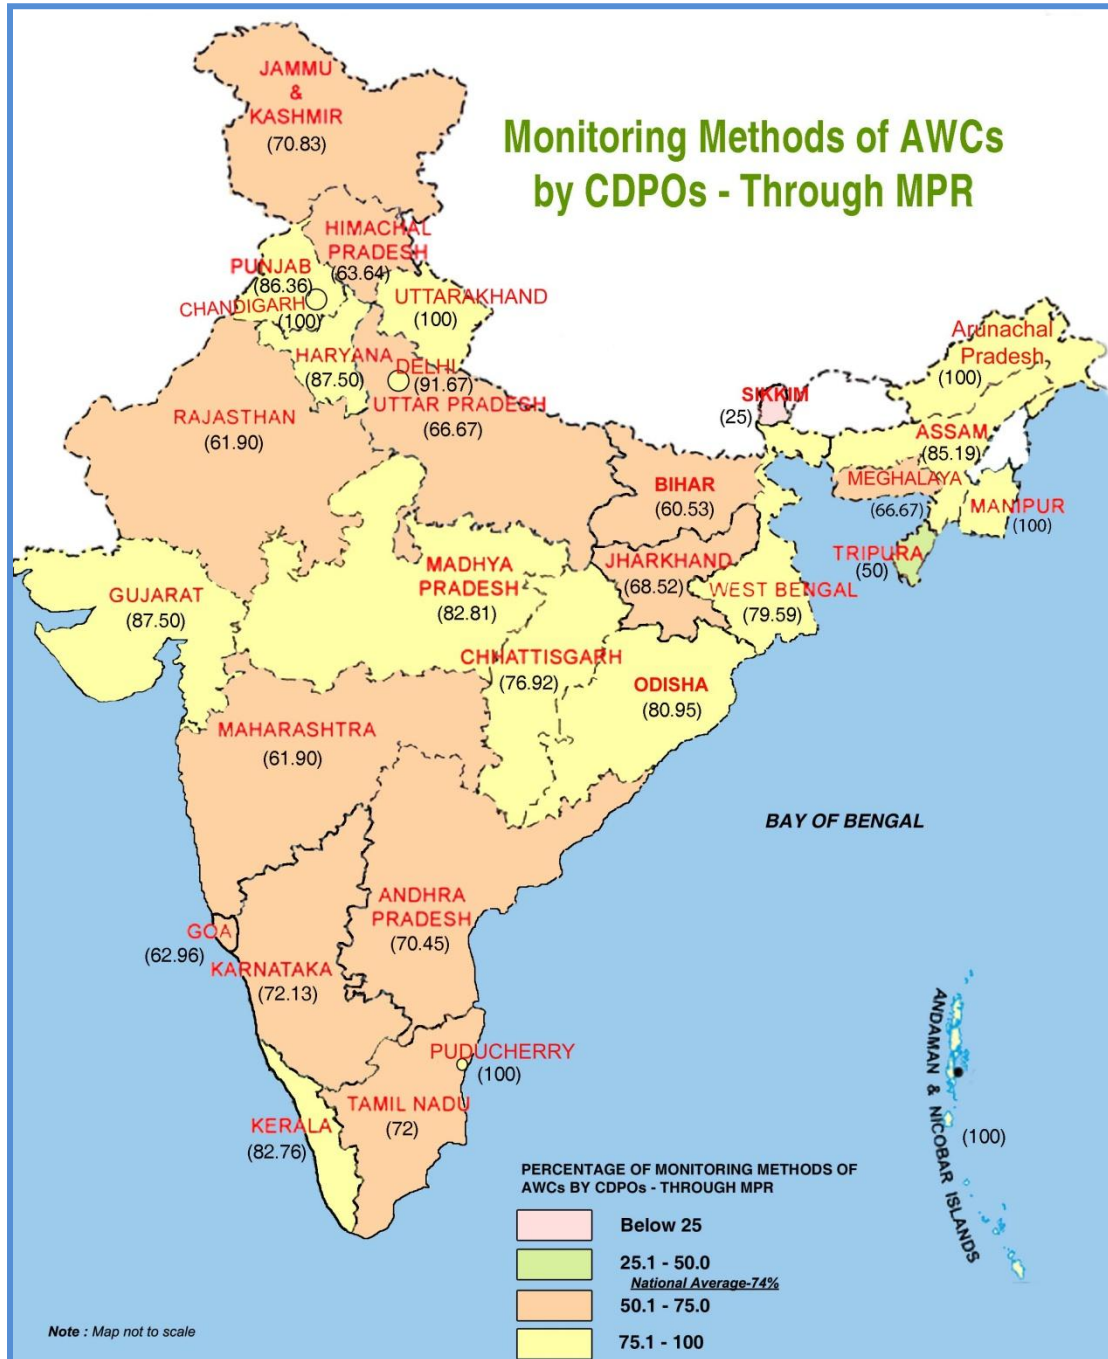 Monitoring Methods of AWCs
by CDPOs - Through MPR
JAMMU
&
KASHMIR
(70.83)
HIMACHAL
PRADESH
(63.64)
PUNJAB
(86.36)
CHANDIGARH
(100)
UTTARAKHAND
(100)
HARYANA
(87.50)
DELHI
(91.67)
UTTAR PRADESH
(66.67)
RAJASTHAN
(61.90)
Arunachal
Pradesh
(100)
SIKKIM
(25)
ASSAM
(85.19)
MEGHALAYA
(66.67)
MANIPUR
(100)
TRIPURA
(50)
BIHAR
(60.53)
JHARKHAND
(68.52)
WEST BENGAL
(79.59)
MADHYA
PRADESH
(82.81)
GUJARAT
(87.50)
CHHATTISGARH
(76.92)
ODISHA
(80.95)
MAHARASHTRA
(61.90)
BAY OF BENGAL
ANDHRA
PRADESH
(70.45)
GOA
(62.96)
KARNATAKA
(72.13)
PUDUCHERRY
(100)
TAMIL NADU
(72)
KERALA
(82.76)
ANDAMAN & NICOBAR ISLANDS
(100)
PERCENTAGE OF MONITORING METHODS OF
AWCs BY CDPOs - THROUGH MPR
Below 25
25.1 - 50.0
National Average-74%
50.1 - 75.0
75.1 - 100
Note : Map not to scale